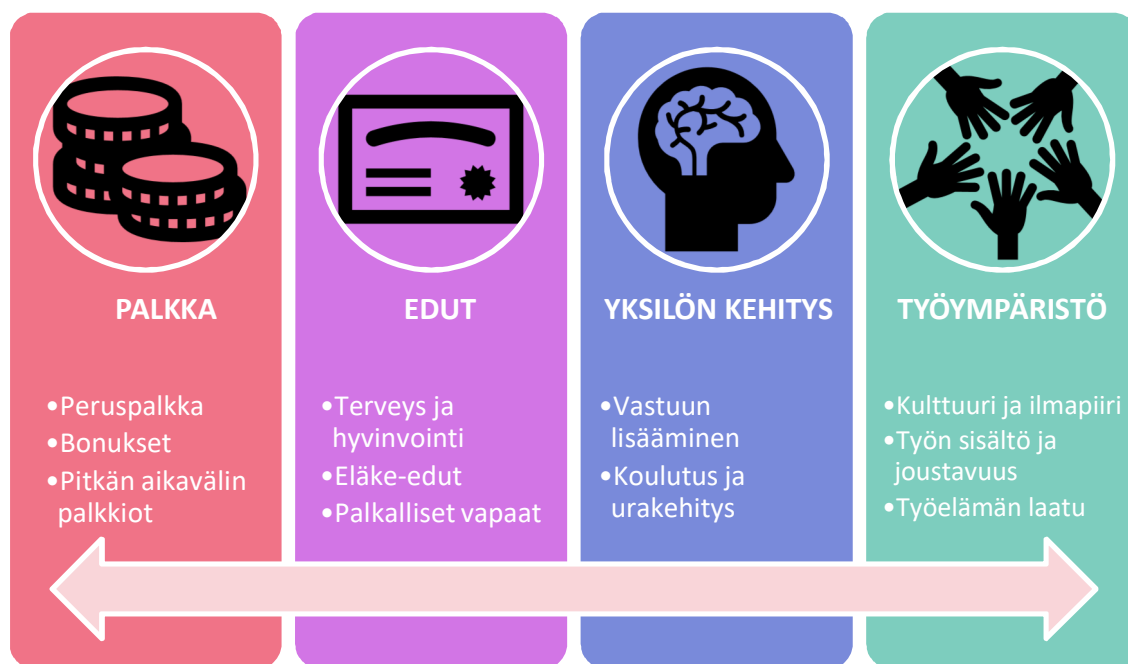 PALKKA
•Peruspalkka
•Bonukset
•Pitkän aikavälin
palkkiot
EDUT
•Terveys ja
hyvinvointi
•Eläke-edut
•Palkalliset vapaat
YKSILÖN KEHITYS
•Vastuun
lisääminen
•Koulutus ja
urakehitys
TYÖYMPÄRISTÖ
•Kulttuuri ja ilmapiiri
•Työn sisältö ja
joustavuus
•Työelämän laatu